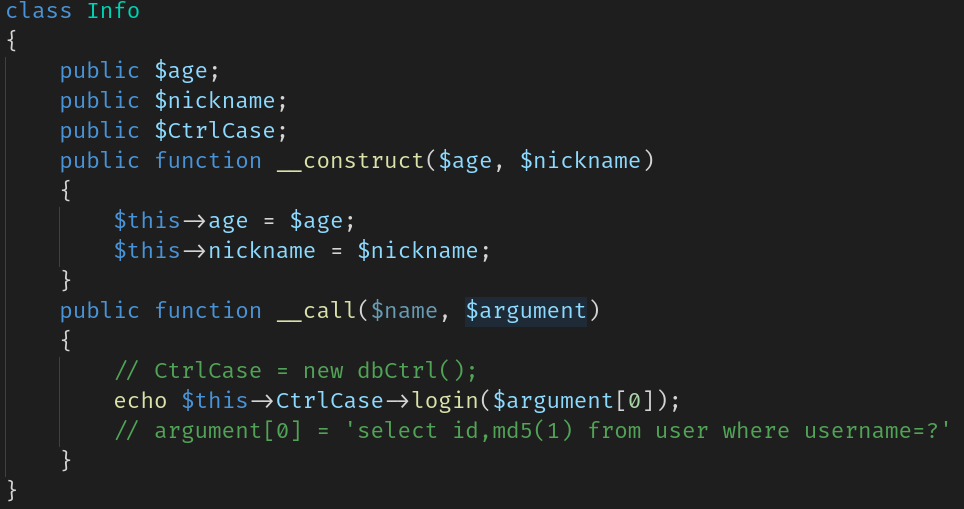 class Info
{
    public $age;
    public $nickname;
    public $CtrlCase;
    public function __construct($age, $nickname)
    {
        $this->age = $age;
        $this->nickname = $nickname;
    }
    public function __call($name, $argument)
    {
        // CtrlCase = new dbCtrl();
        echo $this->CtrlCase->login($argument[0]);
        // argument[0] = 'select id,md5(1) from user where username=?'
    }
}